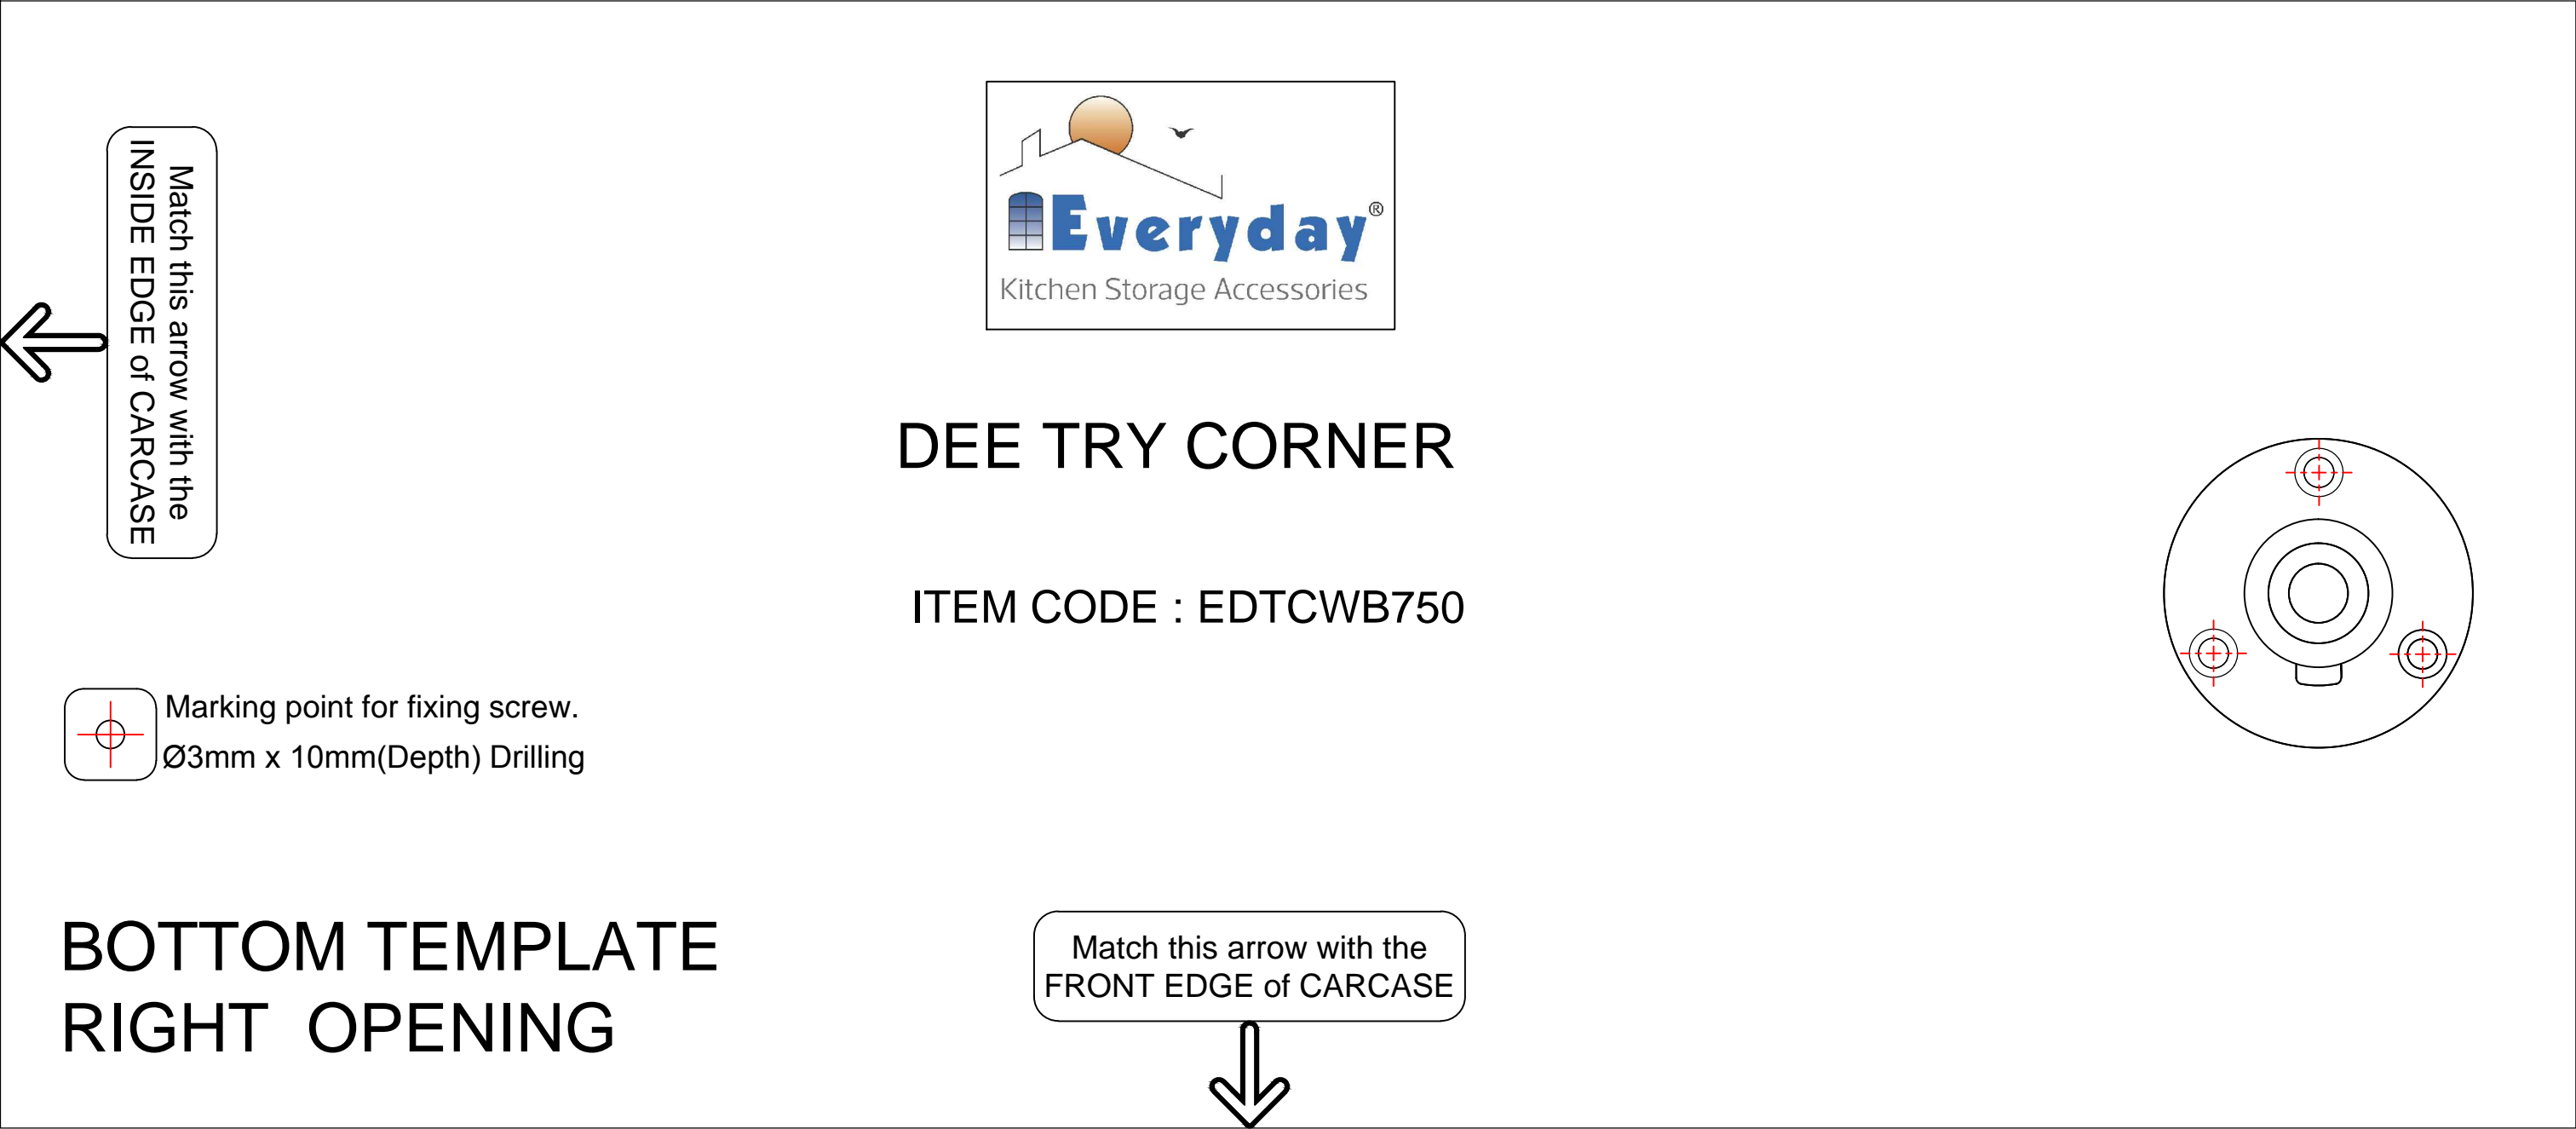 Everyday®
Kitchen Storage Accessories
Match this arrow with the
INSIDE EDGE of CARCASE
DEE TRY CORNER
ITEM CODE : EDTCWB750
Marking point for fixing screw.
Ø3mm x 10mm(Depth) Drilling
BOTTOM TEMPLATE
RIGHT OPENING
Match this arrow with the
FRONT EDGE of CARCASE